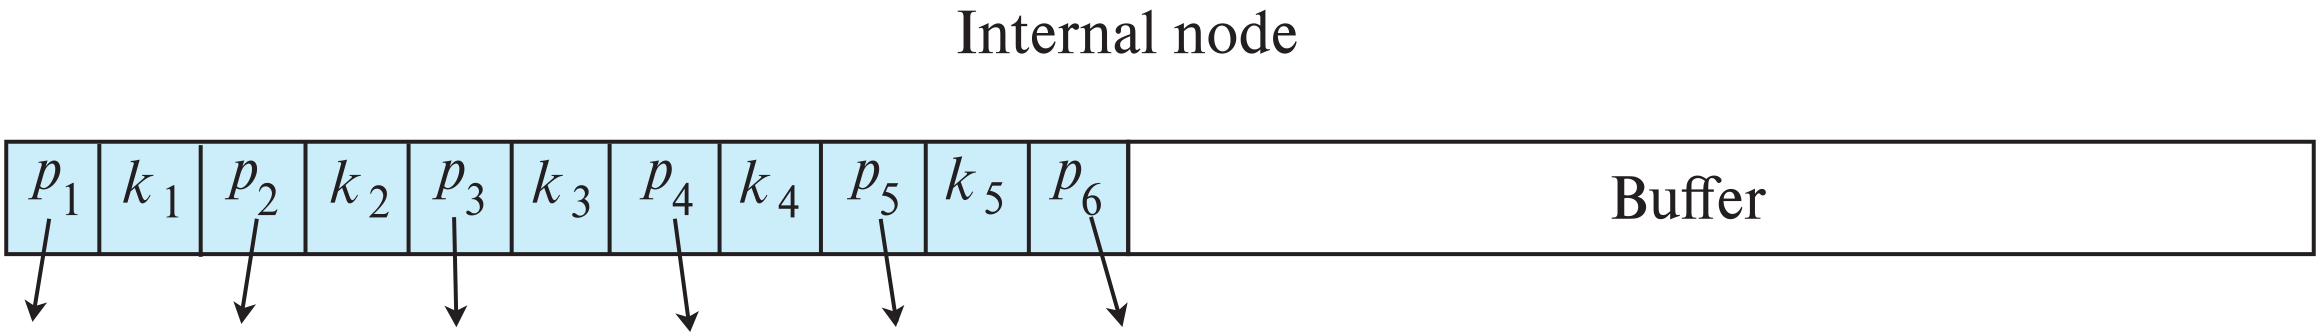 Internal node
p₁ k₁ p₂ k₂ p₃ k₃ p₄ k₄ p₅ k₅ p₆ Buffer